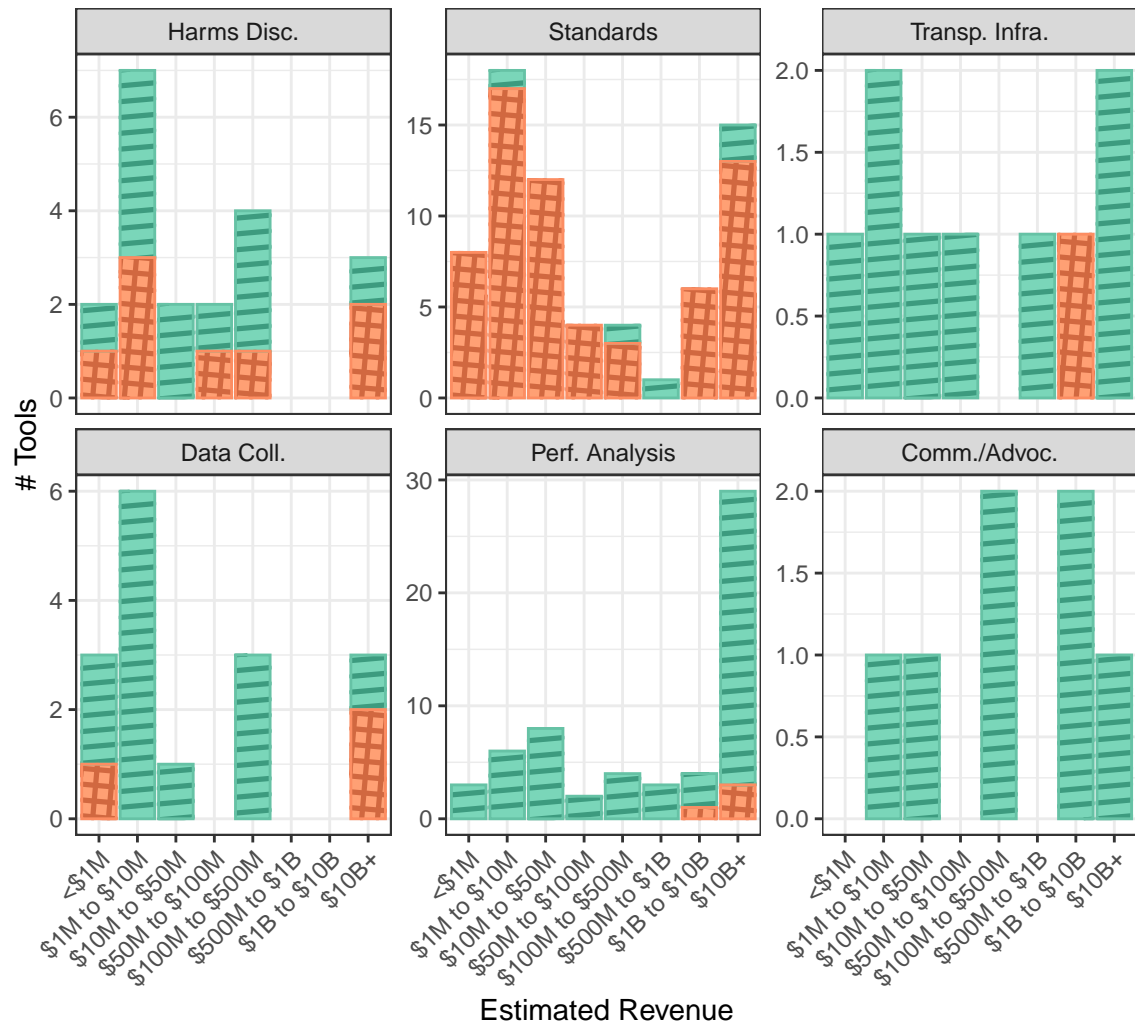 Harms Disc.
Standards
Transp. Infra.
6
4
2
0
15
10
5
0
2.0
1.5
1.0
0.5
0.0
# Tools
Data Coll.
Perf. Analysis
Comm./Advoc.
6
4
2
0
30
20
10
0
2.0
1.5
1.0
0.5
0.0
<$1M
$1M to $10M
$10M to $50M
$50M to $100M
$100M to $500M
$500M to $1B
$1B to $10B
$10B+
<$1M
$1M to $10M
$10M to $50M
$50M to $100M
$100M to $500M
$500M to $1B
$1B to $10B
$10B+
<$1M
$1M to $10M
$10M to $50M
$50M to $100M
$100M to $500M
$500M to $1B
$1B to $10B
$10B+
Estimated Revenue